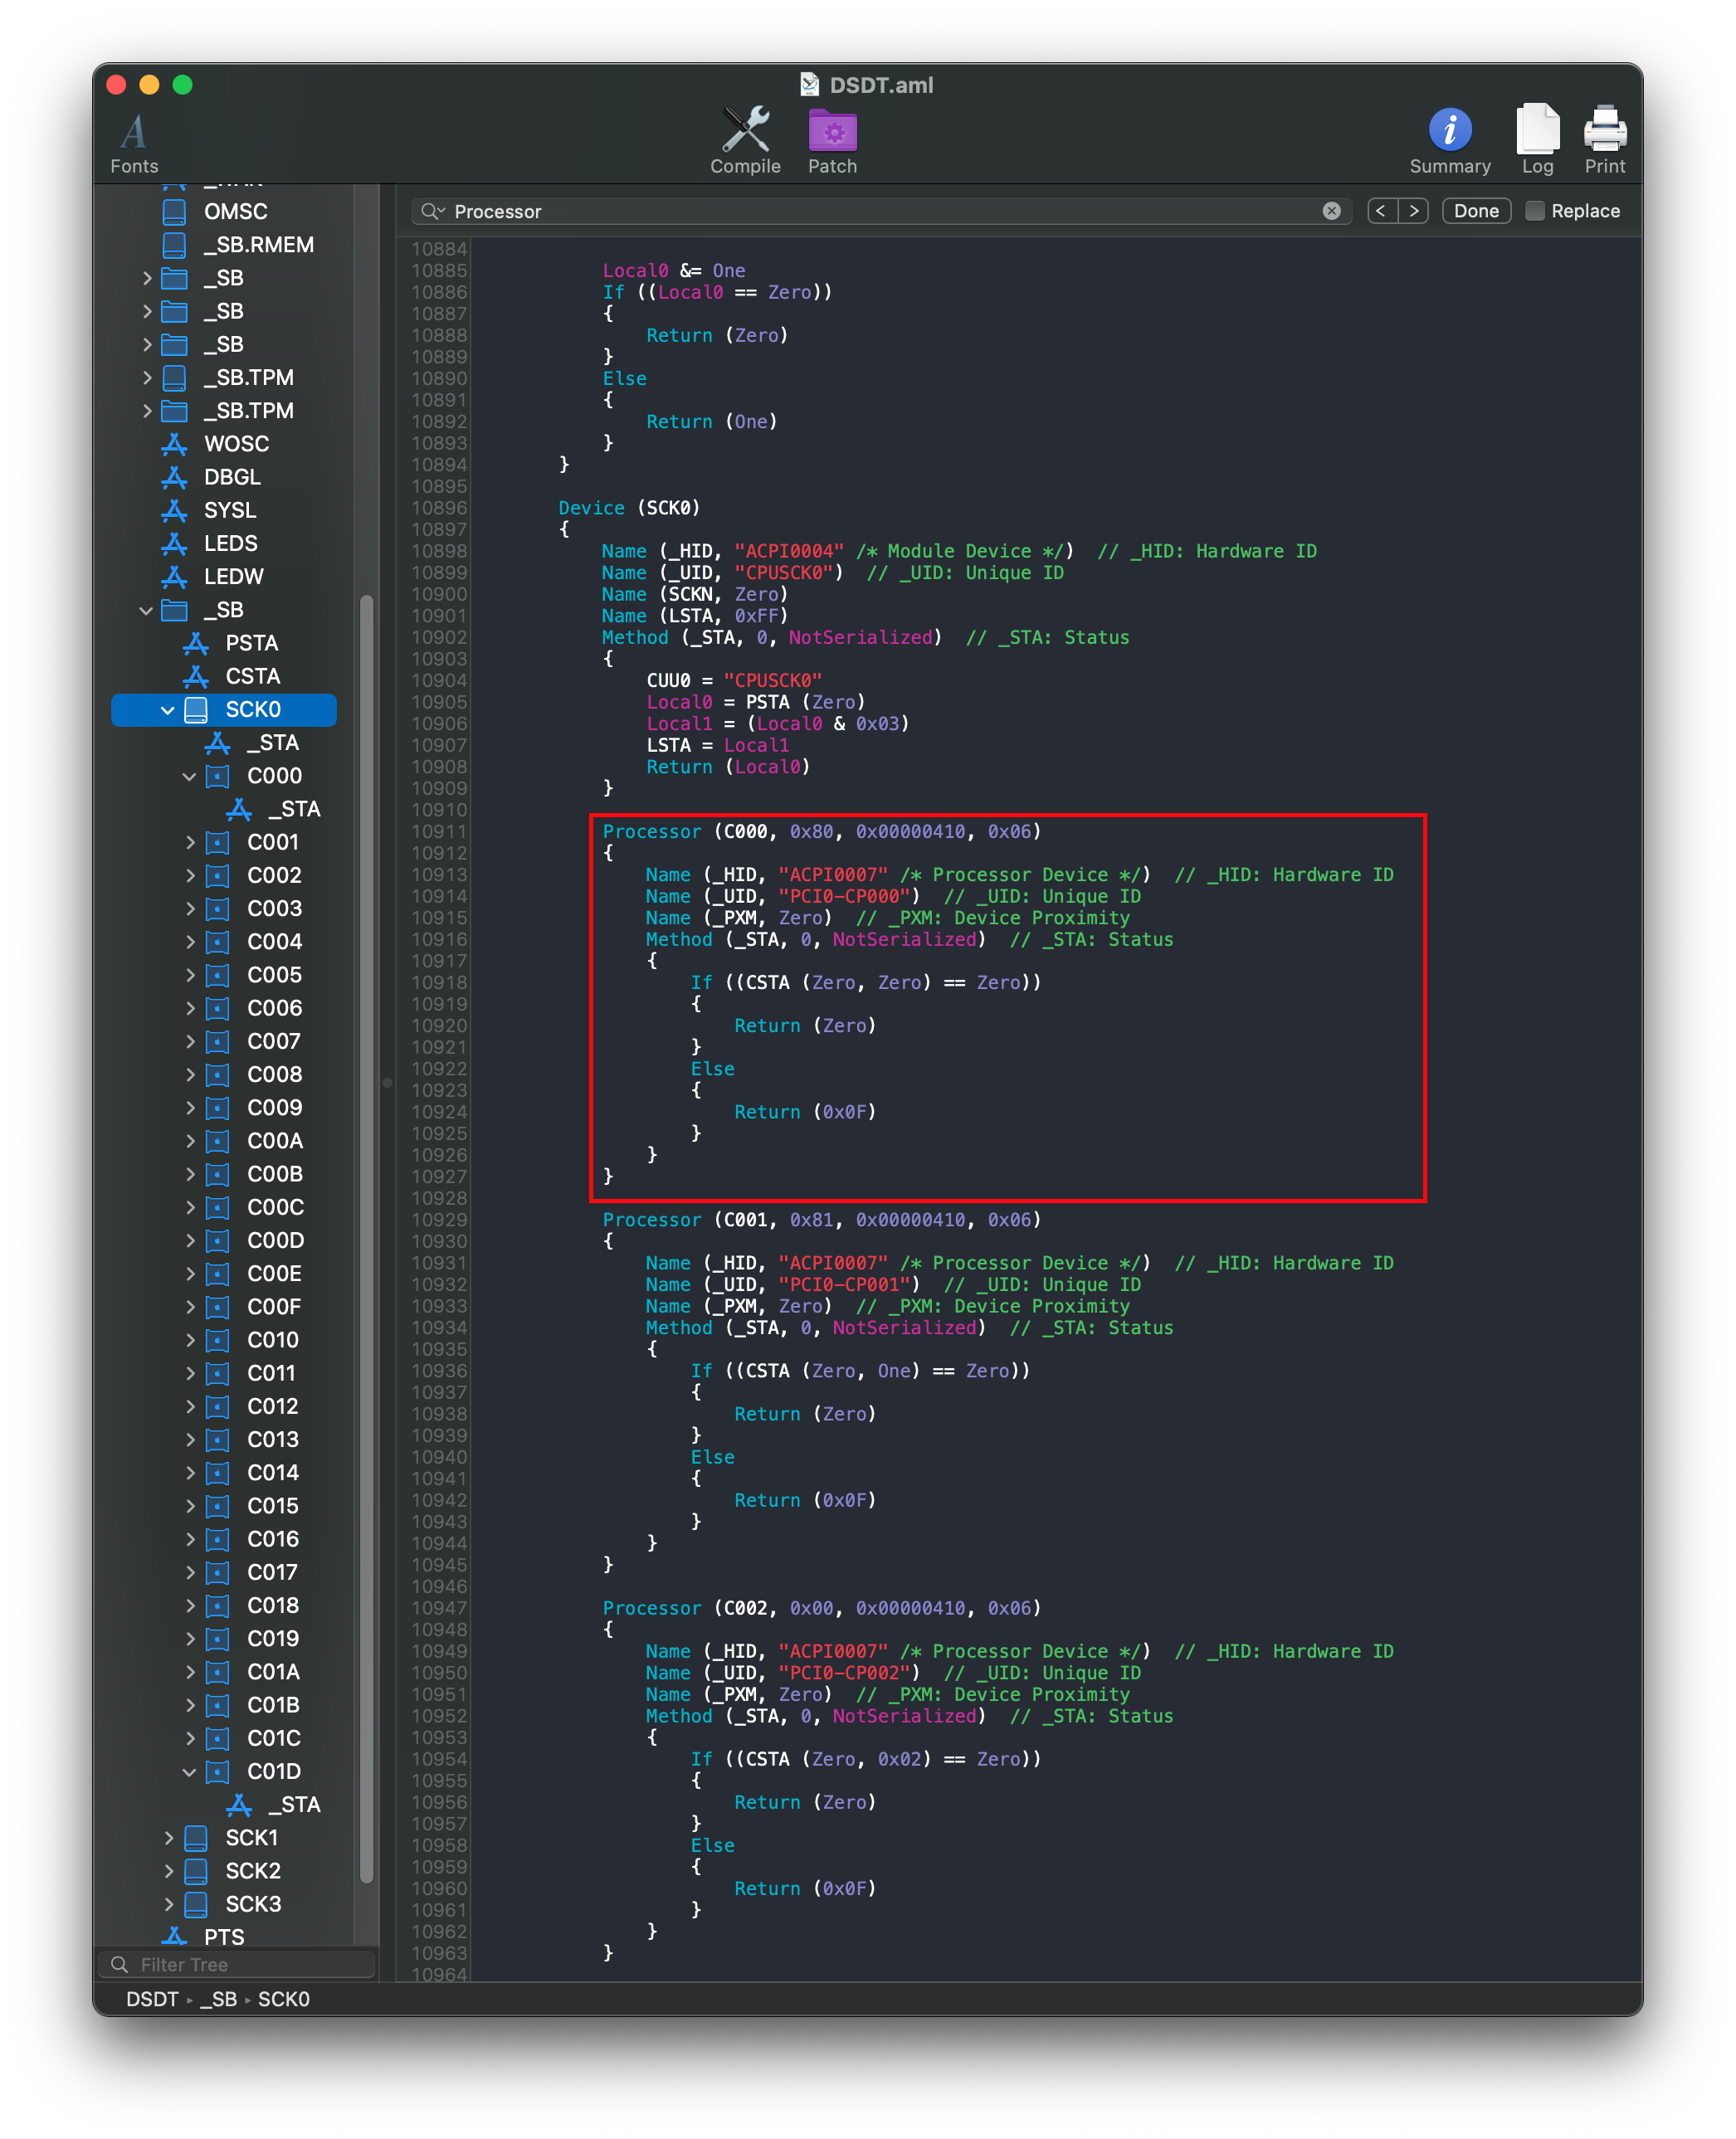 DSDT.aml
Fonts
Compile
Patch
Summary
Log
Print
OMSC
_SB.RMEM
_SB
_SB
_SB
_SB.TPM
_SB.TPM
WOSC
DBGL
SYSL
LEDS
LEDW
_SB
PSTA
CSTA
SCK0
_STA
C000
_STA
C001
C002
C003
C004
C005
C006
C007
C008
C009
C00A
C00B
C00C
C00D
C00E
C00F
C010
C011
C012
C013
C014
C015
C016
C017
C018
C019
C01A
C01B
C01C
C01D
_STA
SCK1
SCK2
SCK3
PTS
Filter Tree
Processor
< >
Done
Replace
10884
10885 Local0 &= One
10886 If ((Local0 == Zero))
10887 {
10888 Return (Zero)
10889 }
10890 Else
10891 {
10892 Return (One)
10893 }
10894 }
10895
10896 Device (SCK0)
10897 {
10898 Name (_HID, "ACPI0004" /* Module Device */) // _HID: Hardware ID
10899 Name (_UID, "CPUSCK0") // _UID: Unique ID
10900 Name (SCKN, Zero)
10901 Name (LSTA, 0xFF)
10902 Method (_STA, 0, NotSerialized) // _STA: Status
10903 {
10904 CUU0 = "CPUSCK0"
10905 Local0 = PSTA (Zero)
10906 Local1 = (Local0 & 0x03)
10907 LSTA = Local1
10908 Return (Local0)
10909 }
10910
10911 Processor (C000, 0x80, 0x00000410, 0x06)
10912 {
10913 Name (_HID, "ACPI0007" /* Processor Device */) // _HID: Hardware ID
10914 Name (_UID, "PCI0-CP000") // _UID: Unique ID
10915 Name (_PXM, Zero) // _PXM: Device Proximity
10916 Method (_STA, 0, NotSerialized) // _STA: Status
10917 {
10918 If ((CSTA (Zero, Zero) == Zero))
10919 {
10920 Return (Zero)
10921 }
10922 Else
10923 {
10924 Return (0x0F)
10925 }
10926 }
10927 }
10928
10929 Processor (C001, 0x81, 0x00000410, 0x06)
10930 {
10931 Name (_HID, "ACPI0007" /* Processor Device */) // _HID: Hardware ID
10932 Name (_UID, "PCI0-CP001") // _UID: Unique ID
10933 Name (_PXM, Zero) // _PXM: Device Proximity
10934 Method (_STA, 0, NotSerialized) // _STA: Status
10935 {
10936 If ((CSTA (Zero, One) == Zero))
10937 {
10938 Return (Zero)
10939 }
10940 Else
10941 {
10942 Return (0x0F)
10943 }
10944 }
10945 }
10946
10947 Processor (C002, 0x00, 0x00000410, 0x06)
10948 {
10949 Name (_HID, "ACPI0007" /* Processor Device */) // _HID: Hardware ID
10950 Name (_UID, "PCI0-CP002") // _UID: Unique ID
10951 Name (_PXM, Zero) // _PXM: Device Proximity
10952 Method (_STA, 0, NotSerialized) // _STA: Status
10953 {
10954 If ((CSTA (Zero, 0x02) == Zero))
10955 {
10956 Return (Zero)
10957 }
10958 Else
10959 {
10960 Return (0x0F)
10961 }
10962 }
10963 }
10964
DSDT ▸ _SB ▸ SCK0